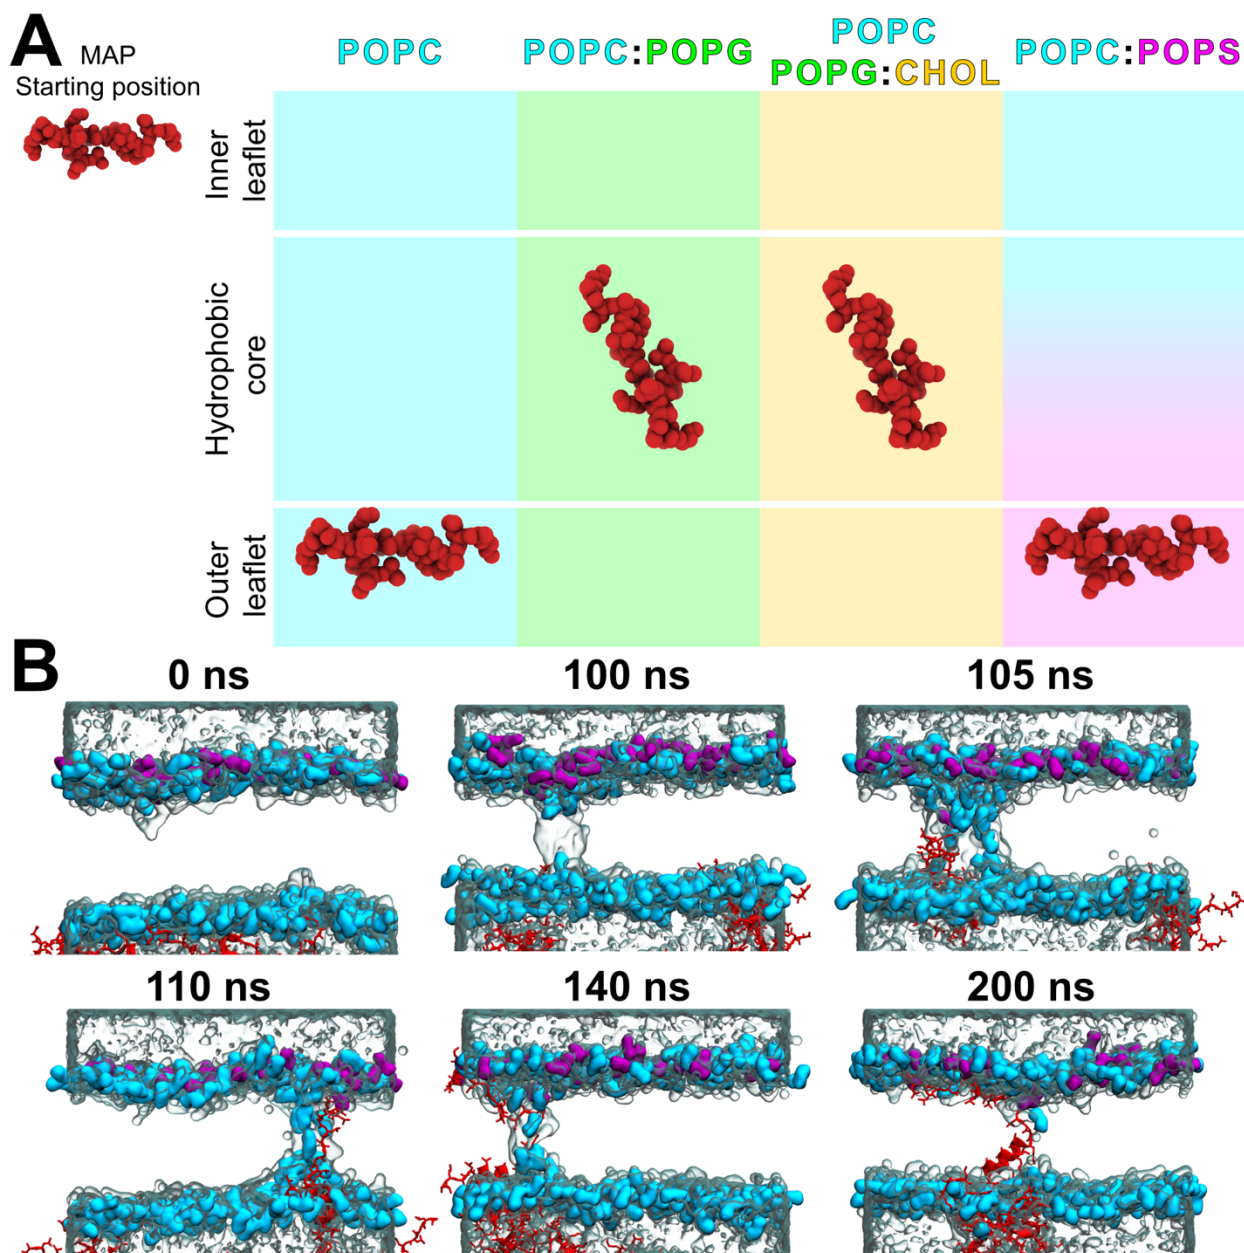 A
MAP
Starting position
POPC
POPC:POPG
POPC
POPG:CHOL
POPC:POPS
Inner
leaflet
Hydrophobic
core
Outer
leaflet
B
0 ns
100 ns
105 ns
110 ns
140 ns
200 ns